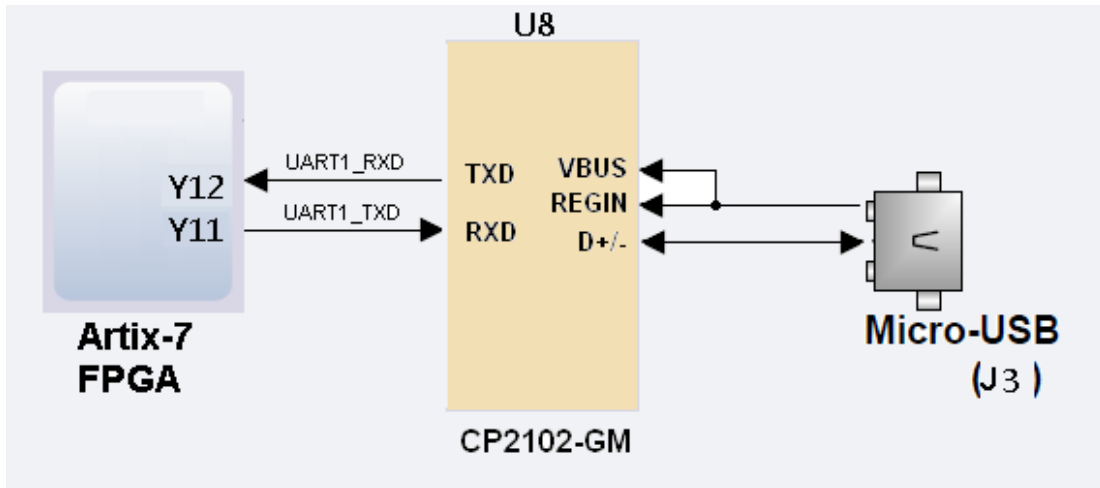 U8
UART1_RXD
TXD
VBUS
Y12
REGIN
UART1_TXD
Y11
RXD
D+/-
Artix-7
FPGA
Micro-USB
(J3 )
CP2102-GM